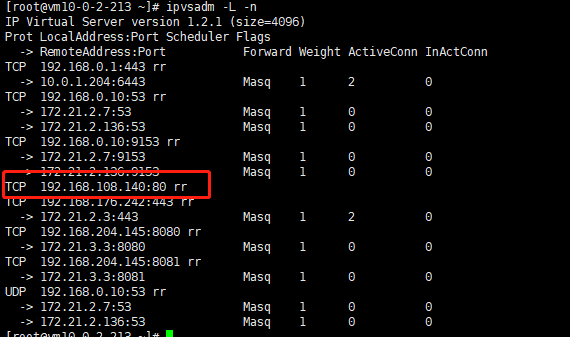 [root@vm10-0-2-213 ~]# ipvsadm -L -n
IP Virtual Server version 1.2.1 (size=4096)
Prot LocalAddress:Port Scheduler Flags
  -> RemoteAddress:Port           Forward Weight ActiveConn InActConn
TCP  192.168.0.1:443 rr
  -> 10.0.1.204:6443              Masq    1      2          0
TCP  192.168.0.10:53 rr
  -> 172.21.2.7:53                Masq    1      0          0
  -> 172.21.2.136:53              Masq    1      0          0
TCP  192.168.0.10:9153 rr
  -> 172.21.2.7:9153              Masq    1      0          0
  -> 172.21.2.136:9153            Masq    1      0          0
TCP  192.168.108.140:80 rr
TCP  192.168.176.242:443 rr
  -> 172.21.2.3:443               Masq    1      2          0
TCP  192.168.204.145:8080 rr
  -> 172.21.3.3:8080              Masq    1      0          0
TCP  192.168.204.145:8081 rr
  -> 172.21.3.3:8081              Masq    1      0          0
UDP  192.168.0.10:53 rr
  -> 172.21.2.7:53                Masq    1      0          0
  -> 172.21.2.136:53              Masq    1      0          0
[root@vm10-0-2-213 ~]#